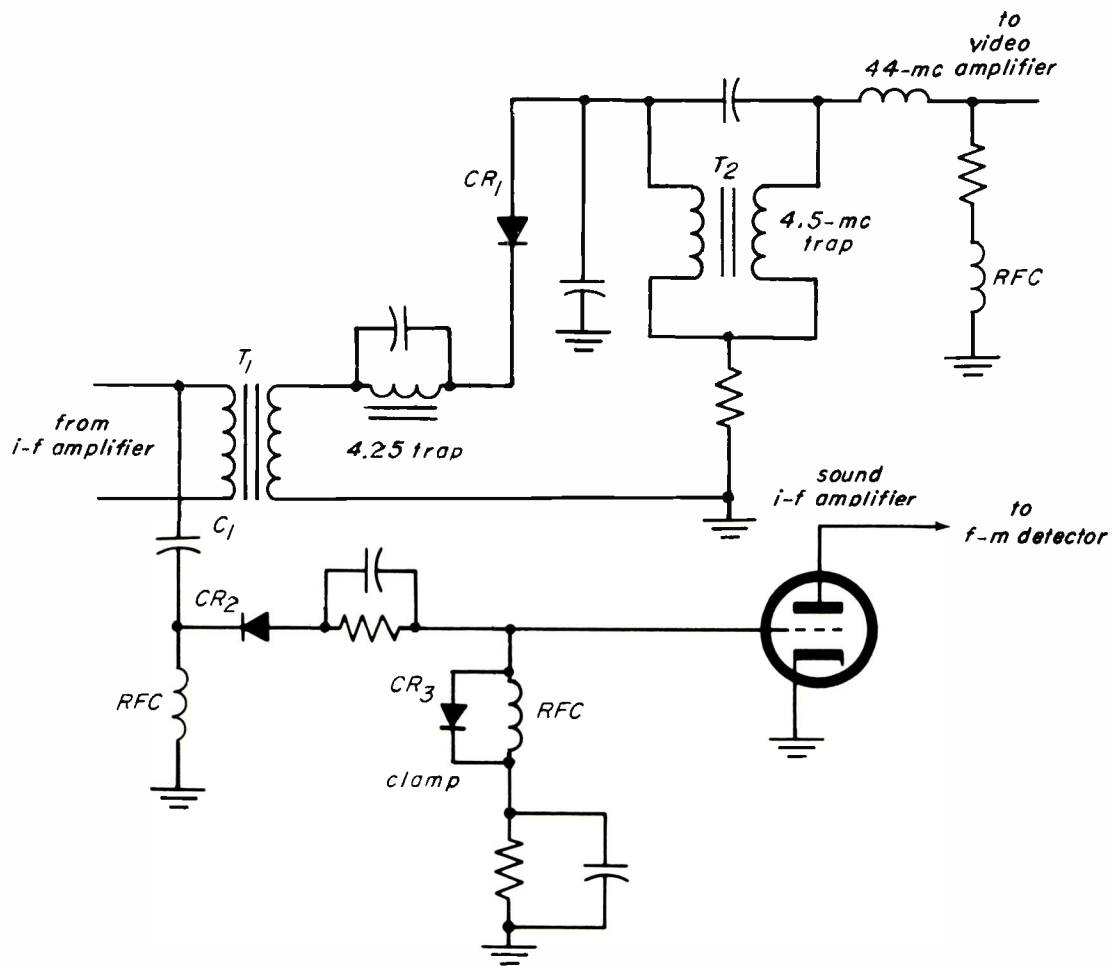 to
video
44-mc amplifier
CR1
T2
4.5-mc
trap
RFC
T1
from
i-f amplifier
4.25 trap
C1
sound
i-f amplifier
to
f-m detector
CR2
RFC
CR3
RFC
clamp